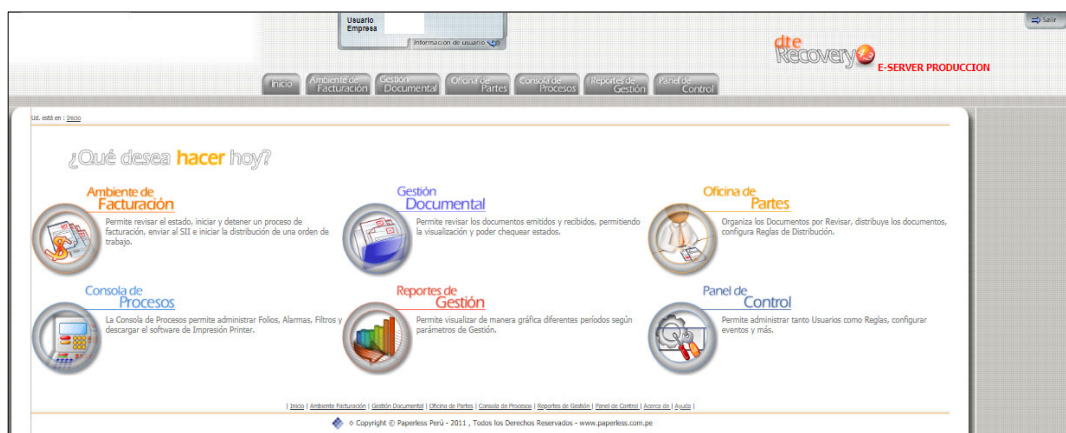 Usuario
Empresa
Información de usuario
Salir
dte
Recovery
E-SERVER PRODUCCION
Inicio
Ambiente de Facturación
Gestión Documental
Oficina de Partes
Consola de Procesos
Reportes de Gestión
Panel de Control
Ud. está en : Inicio
¿Qué desea hacer hoy?
Ambiente de
Facturación
Permite revisar el estado, iniciar y detener un proceso de
facturación, enviar al SII e iniciar la distribución de una orden de
trabajo.
Gestión
Documental
Permite revisar los documentos emitidos y recibidos, permitiendo
la visualización y poder chequear estados.
Oficina de
Partes
Organiza los Documentos por Revisar, distribuye los documentos,
configura Reglas de Distribución.
Consola de
Procesos
La Consola de Procesos permite administrar Folios, Alarmas, Filtros y
descargar el software de Impresión Printer.
Reportes de
Gestión
Permite visualizar de manera gráfica diferentes períodos según
parámetros de Gestión.
Panel de
Control
Permite administrar tanto Usuarios como Reglas, configurar
eventos y más.
| Inicio | Ambiente Facturación | Gestión Documental | Oficina de Partes | Consola de Procesos | Reportes de Gestión | Panel de Control | Acerca de | Ayuda |
◊ Copyright © Paperless Perú - 2011 , Todos los Derechos Reservados - www.paperless.com.pe